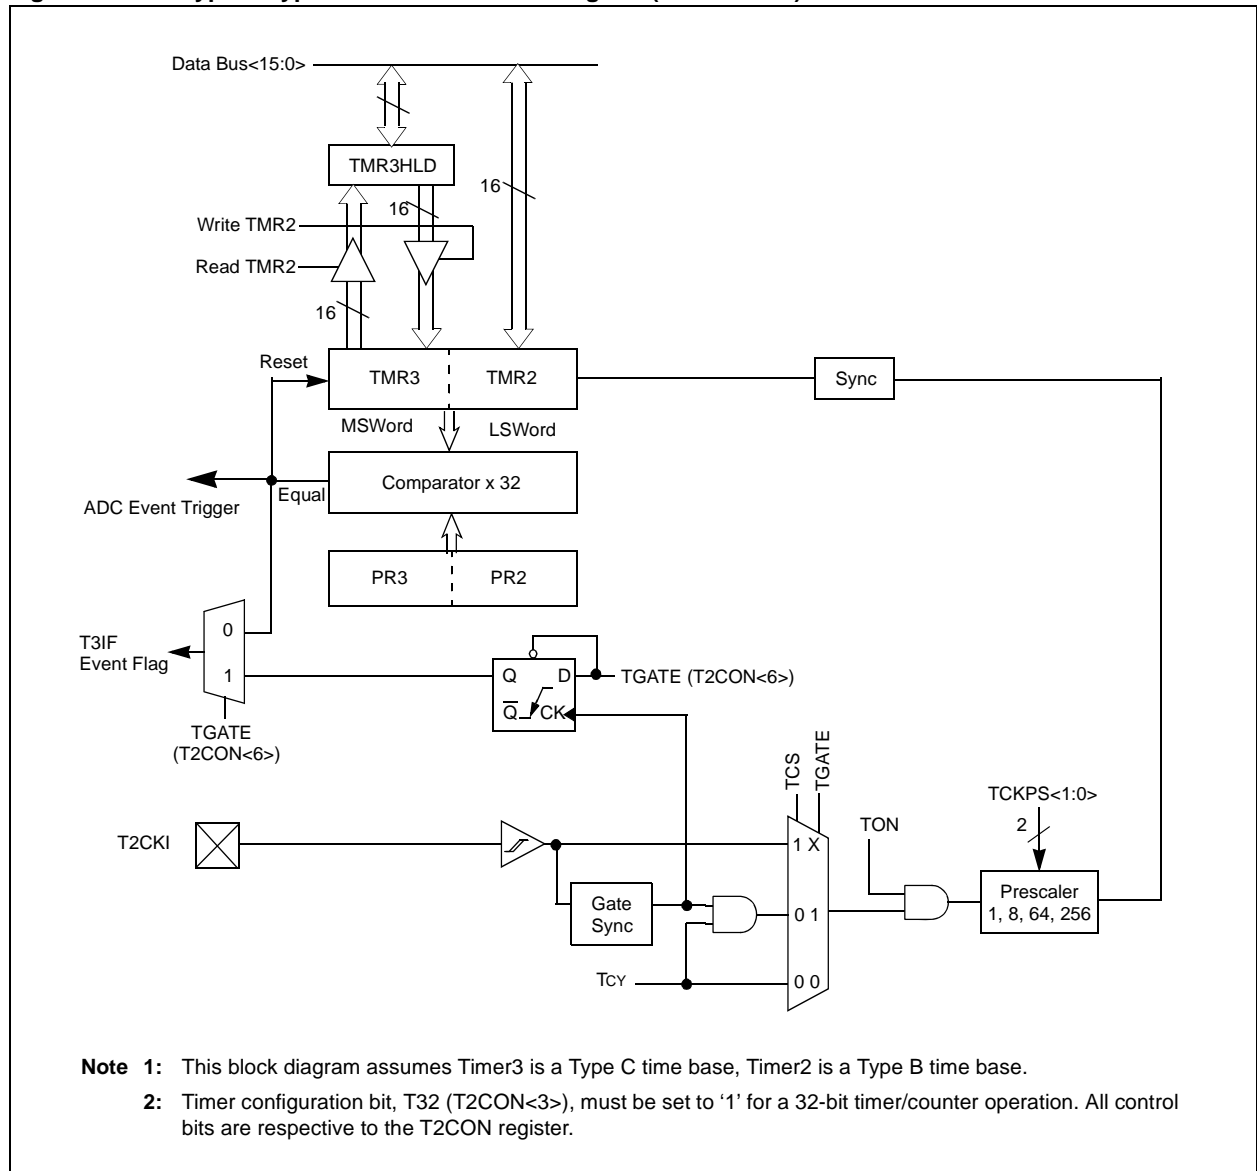 Data Bus<15:0>
TMR3HLD
16
16
Write TMR2
Read TMR2
16
Reset
TMR3
TMR2
Sync
MSWord
LSWord
Equal
Comparator x 32
ADC Event Trigger
PR3
PR2
0
T3IF
Event Flag
1
Q
D
TGATE (T2CON<6>)
Q
CK
TGATE
(T2CON<6>)
TCS
TGATE
TCKPS<1:0>
2
TON
T2CKI
1 X
Prescaler
1, 8, 64, 256
Gate
Sync
0 1
TCY
0 0
Note 1: This block diagram assumes Timer3 is a Type C time base, Timer2 is a Type B time base.
2: Timer configuration bit, T32 (T2CON<3>), must be set to ‘1’ for a 32-bit timer/counter operation. All control
bits are respective to the T2CON register.